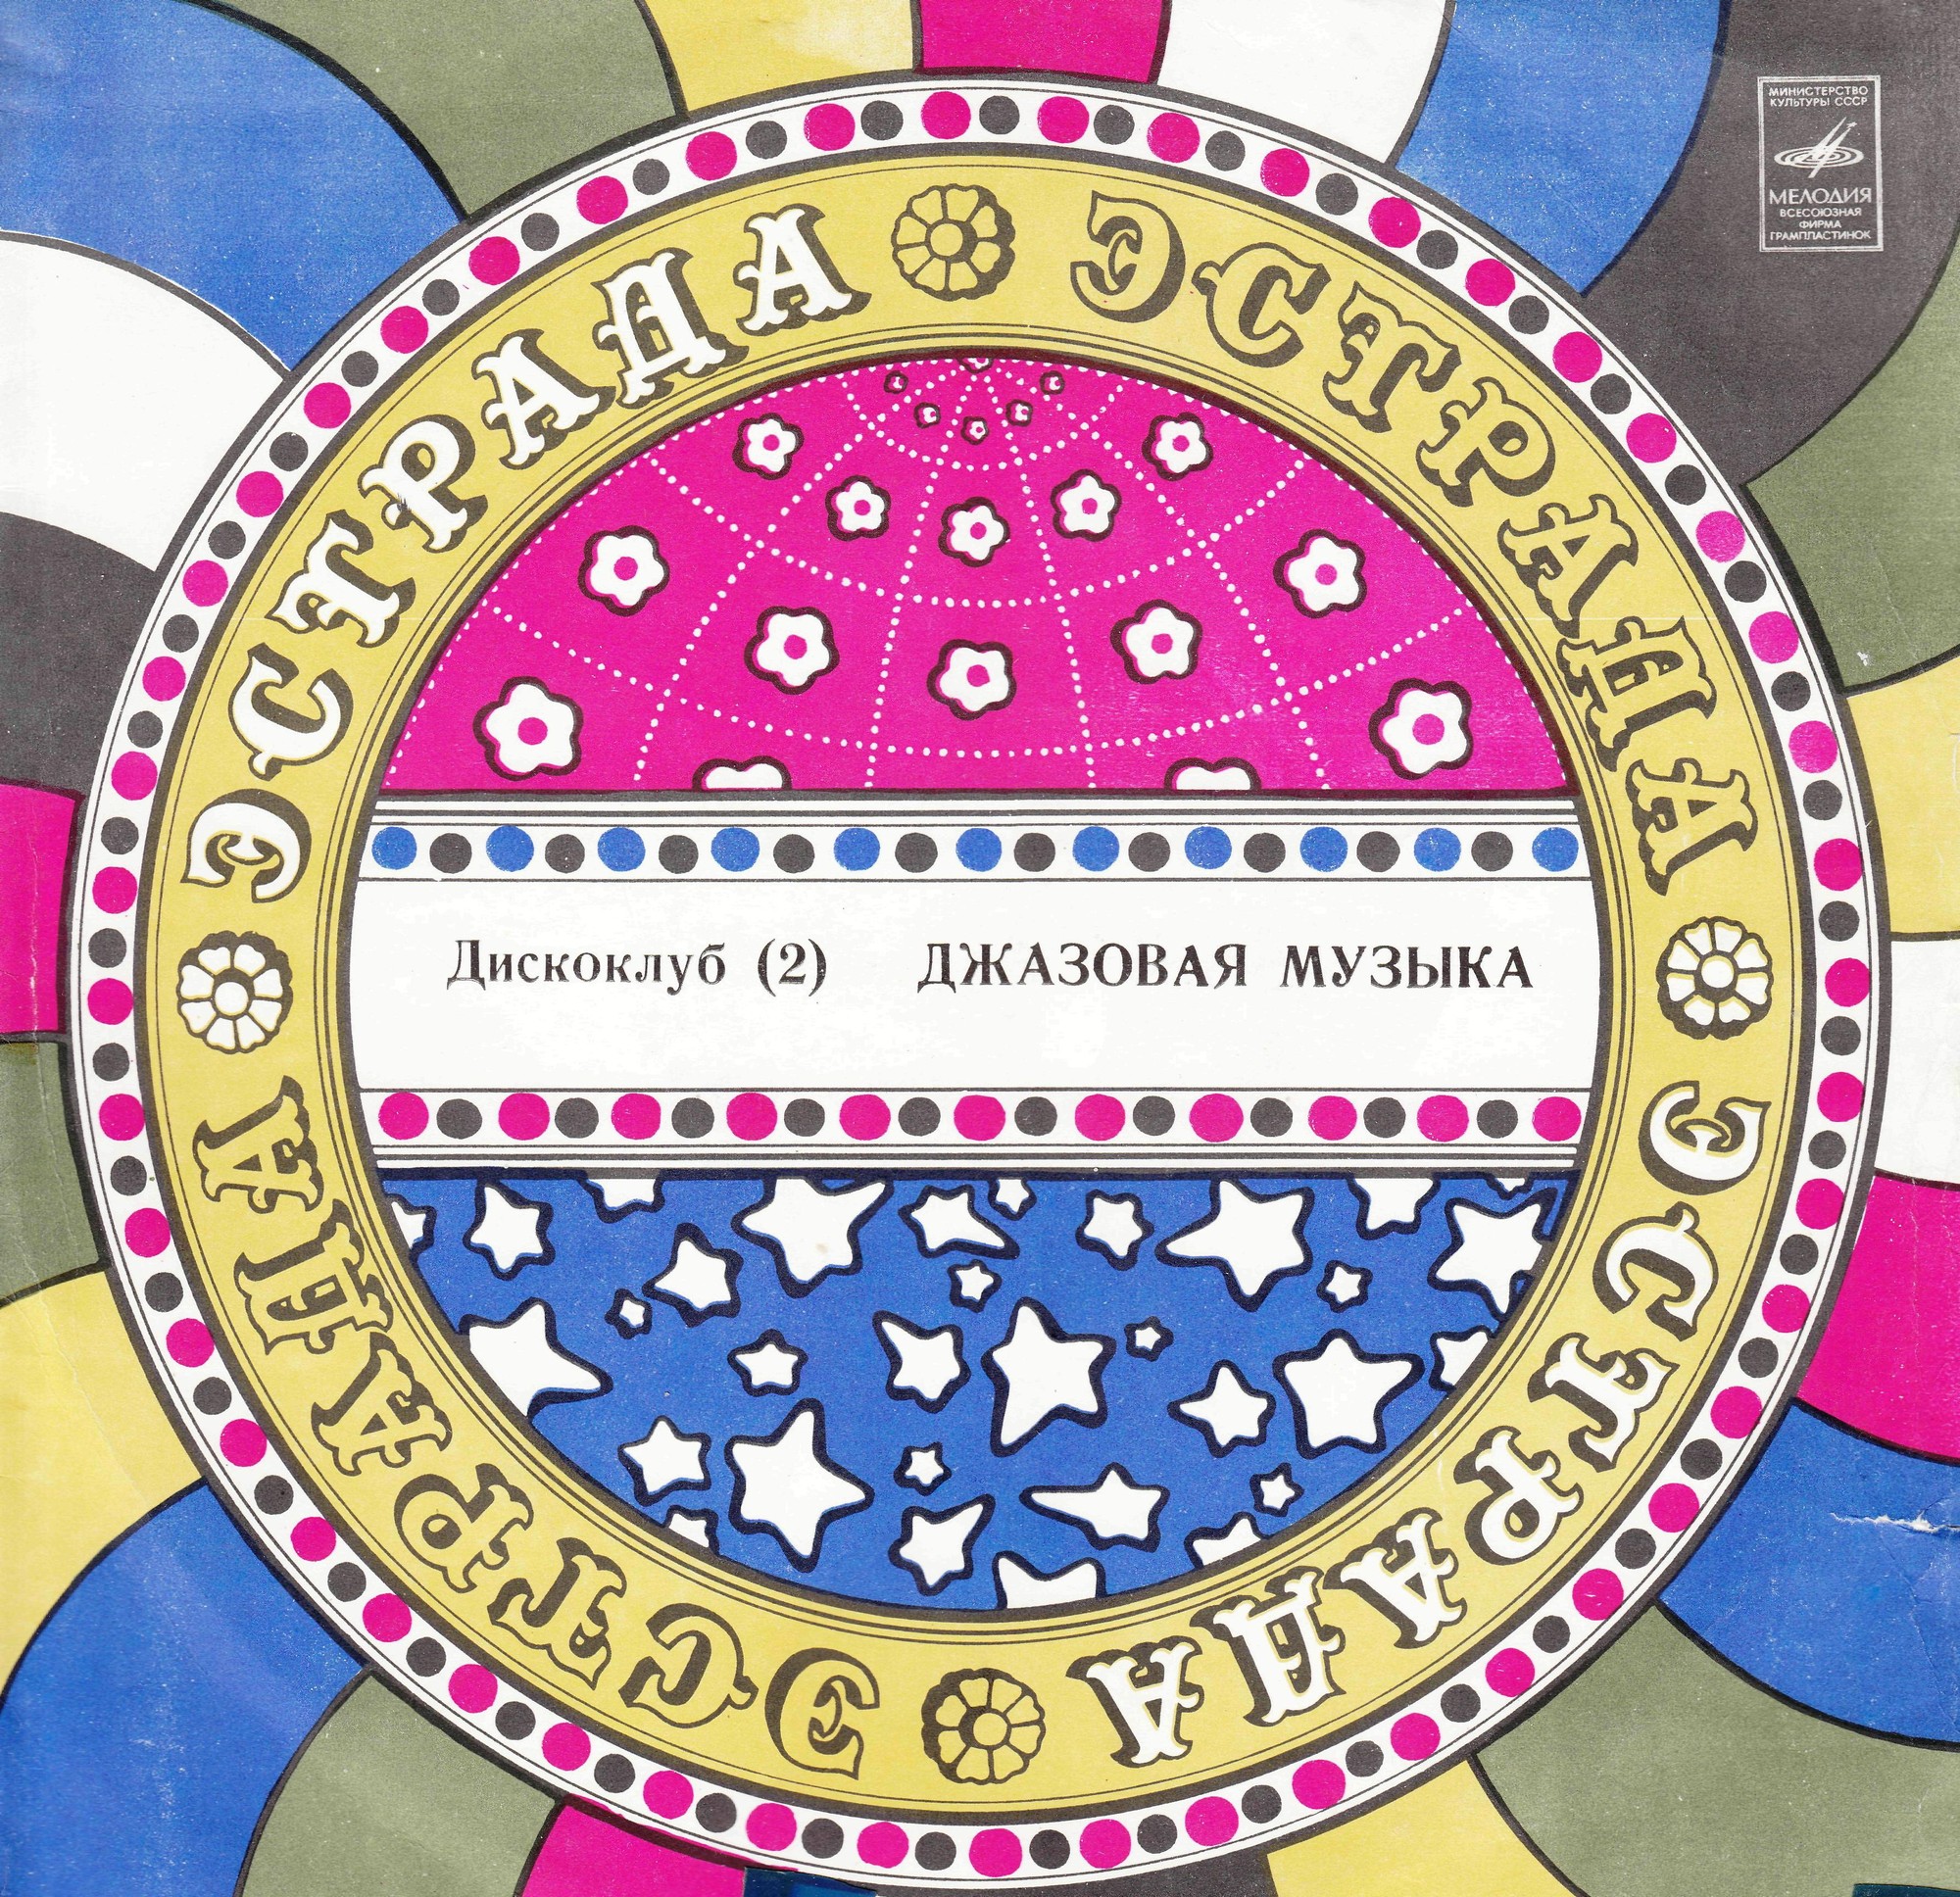 МИНИСТЕРСТВО
КУЛЬТУРЫ СССР
МЕЛОДИЯ
ВСЕСОЮЗНАЯ
ФИРМА
ГРАМПЛАСТИНОК
ЭСТРАДА
ЭСТРАДА
ЭСТРАДА
ЭСТРАДА
Дискоклуб (2) ДЖАЗОВАЯ МУЗЫКА